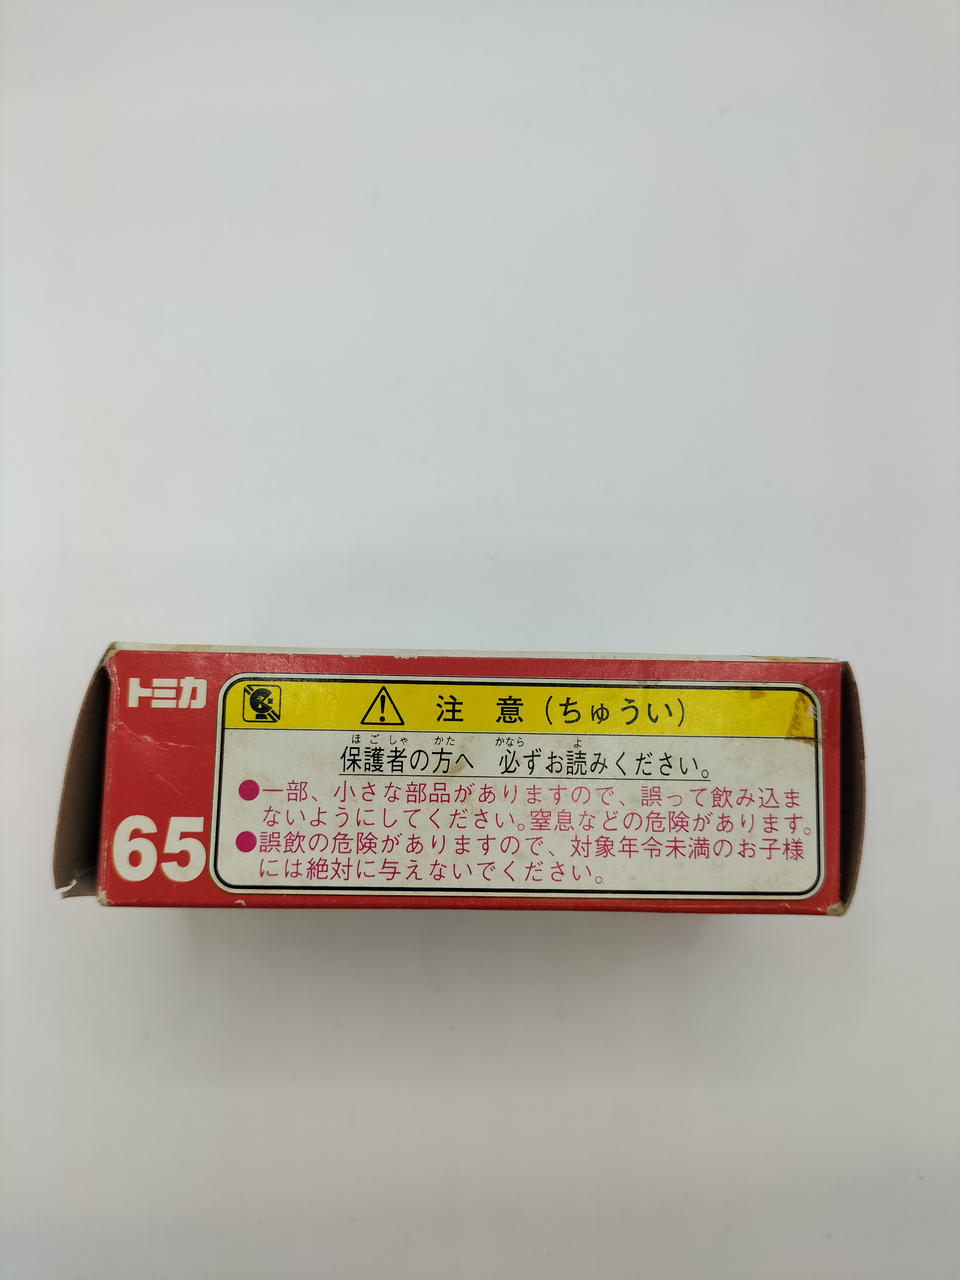 トミカ
65
注 意 (ちゅうい)
保護者の方へ 必ずお読みください。
ほごしゃ かた かなら よ
●一部、小さな部品がありますので、誤って飲み込ま
ないようにしてください。窒息などの危険があります。
●誤飲の危険がありますので、対象年令未満のお子様
には絶対に与えないでください。